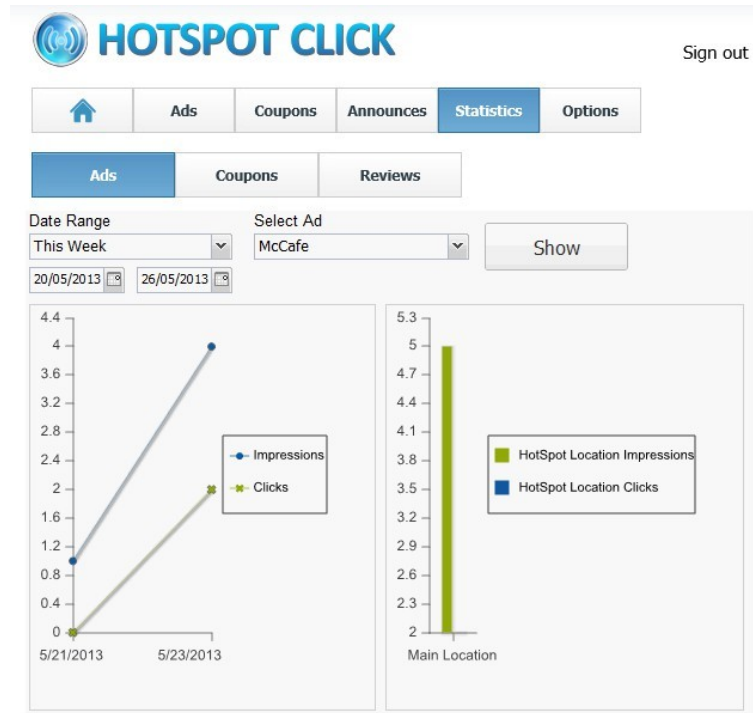 HOTSPOT CLICK
Sign out
Ads Coupons Announces Statistics Options
Ads Coupons Reviews
Date Range Select Ad
This Week McCafe Show
20/05/2013 26/05/2013
4.4
4
3.6
3.2
2.8
2.4
2
1.6
1.2
0.8
0.4
0
5/21/2013 5/23/2013
Impressions
Clicks
5.3
5
4.7
4.4
4.1
3.8
3.5
3.2
2.9
2.6
2.3
2
Main Location
HotSpot Location Impressions
HotSpot Location Clicks